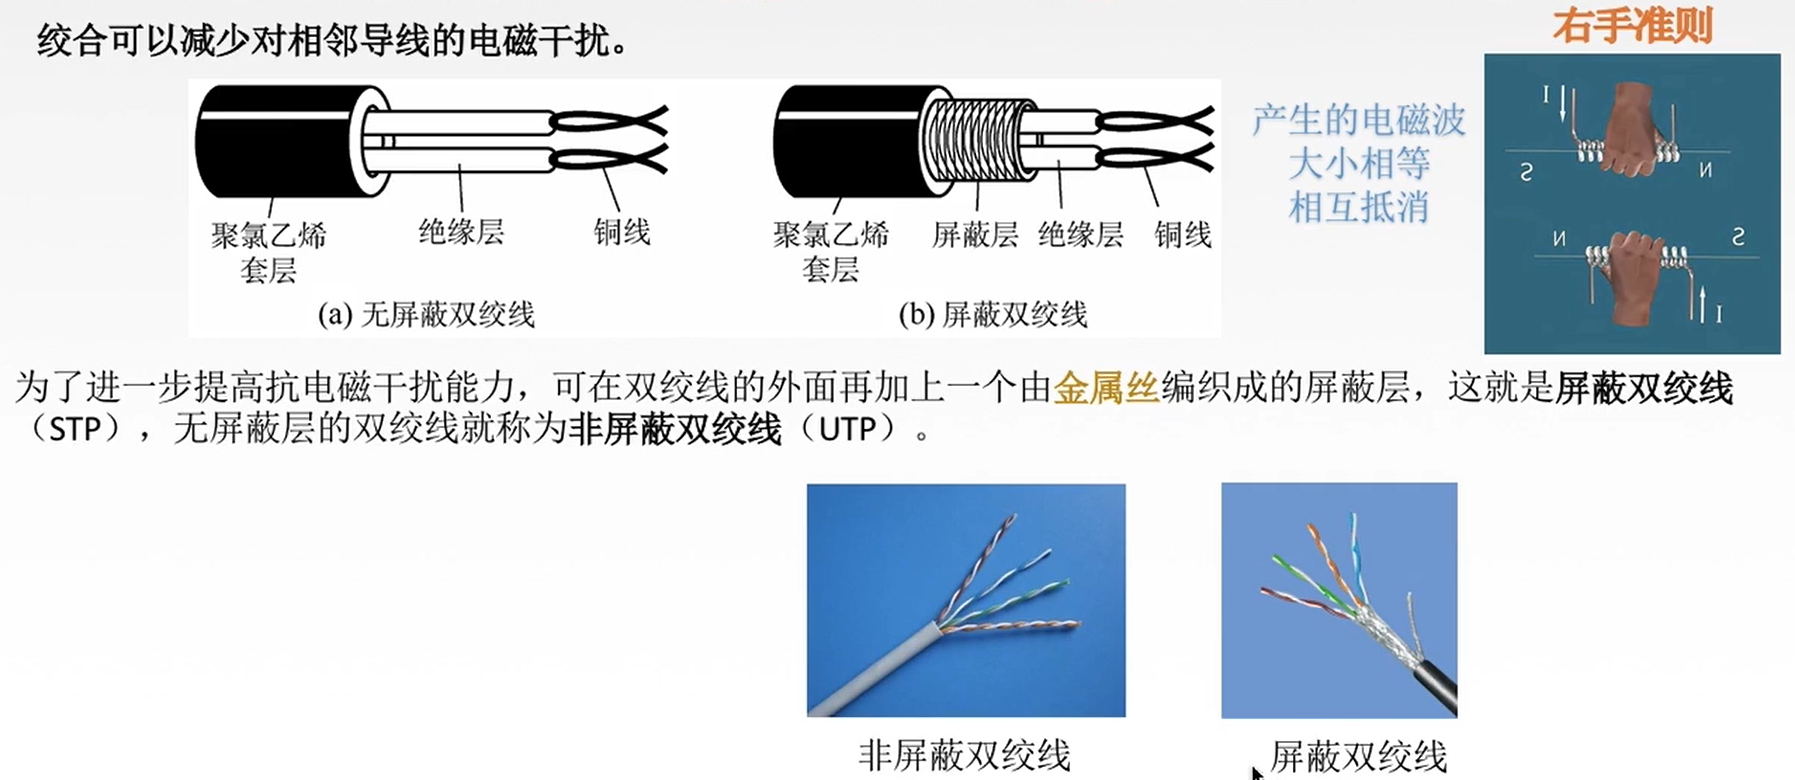 绞合可以减少对相邻导线的电磁干扰。
右手准则
聚氯乙烯
套层
绝缘层
铜线
(a) 无屏蔽双绞线
聚氯乙烯
套层
屏蔽层
绝缘层
铜线
(b) 屏蔽双绞线
产生的电磁波
大小相等
相互抵消
I
S
N
N
S
I
为了进一步提高抗电磁干扰能力，可在双绞线的外面再加上一个由金属丝编织成的屏蔽层，这就是屏蔽双绞线
（STP），无屏蔽层的双绞线就称为非屏蔽双绞线（UTP）。
非屏蔽双绞线
屏蔽双绞线